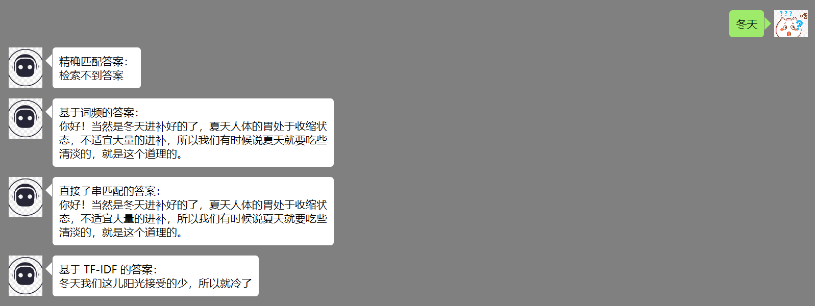 冬天
精确匹配答案：
检索不到答案
基于词频的答案：
你好！当然是冬天进补好的了，夏天人体的胃处于收缩状
态，不适宜大量的进补，所以我们有时候说夏天就要吃些
清淡的，就是这个道理的。
直接子串匹配的答案：
你好！当然是冬天进补好的了，夏天人体的胃处于收缩状
态，不适宜大量的进补，所以我们有时候说夏天就要吃些
清淡的，就是这个道理的。
基于 TF-IDF 的答案：
冬天我们这儿阳光接受的少，所以就冷了